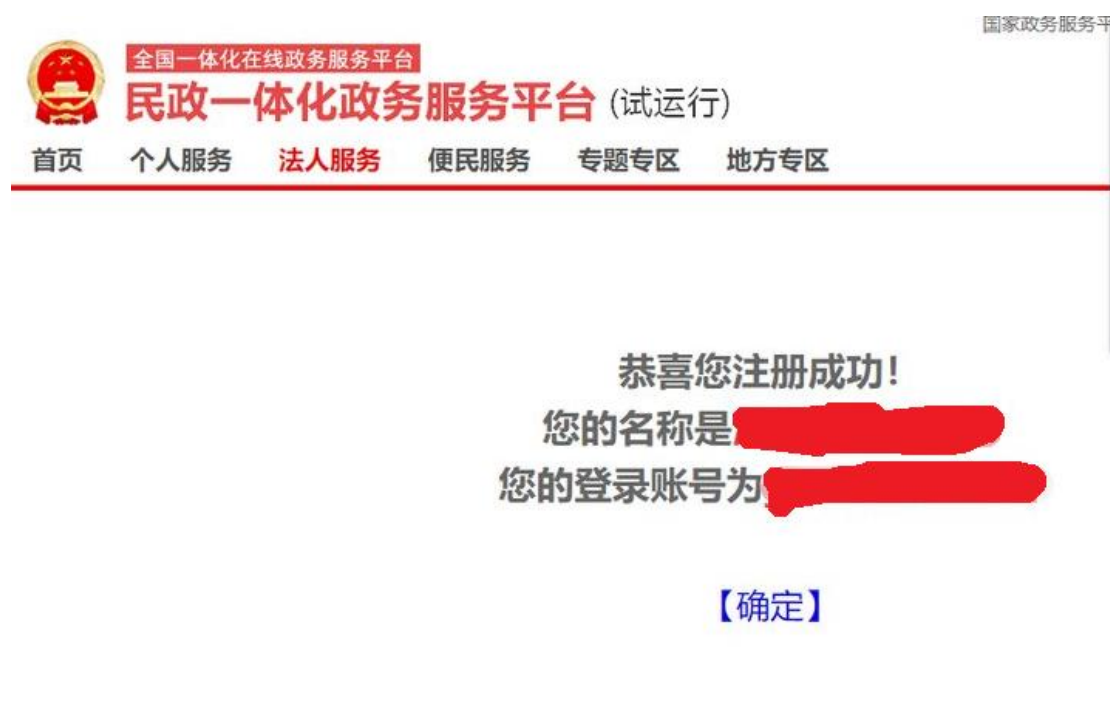 国家政务服务平
全国一体化在线政务服务平台
民政一体化政务服务平台 (试运行)
首页 个人服务 法人服务 便民服务 专题专区 地方专区
恭喜您注册成功!
您的名称是
您的登录账号为
【确定】